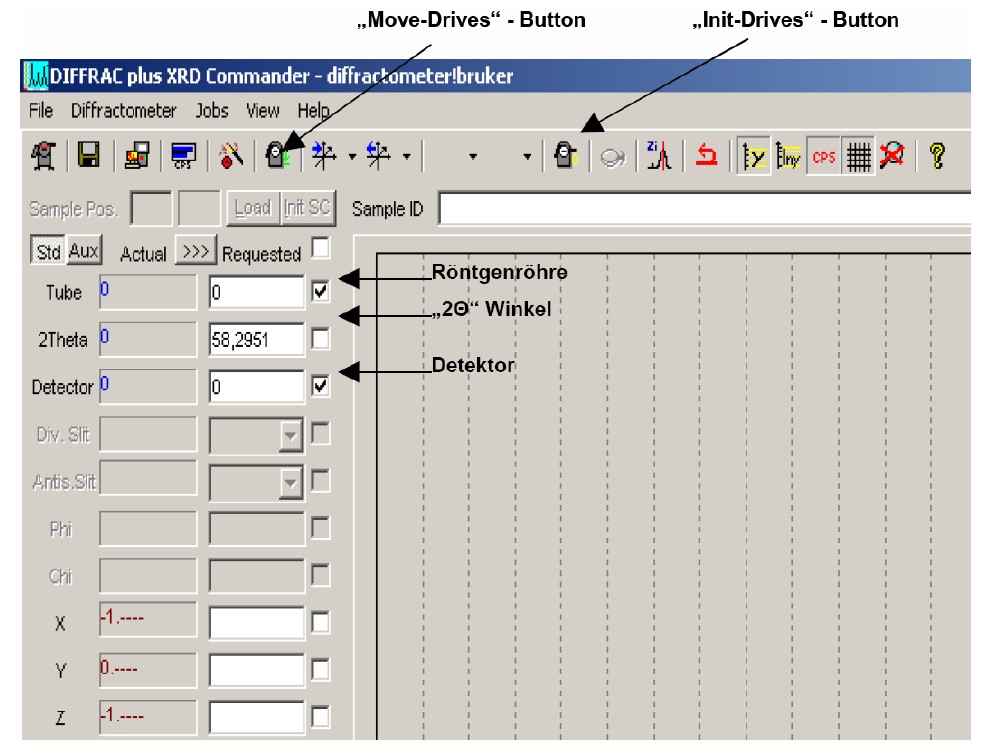 „Move-Drives“ - Button „Init-Drives“ - Button
DIFFRAC plus XRD Commander - diffractometer!bruker
File Diffractometer Jobs View Help
Zi y lny CPS ?
Sample Pos. Load Init SC Sample ID
Std Aux Actual >>> Requested
Röntgenröhre
Tube 0 0
„2Θ“ Winkel
2Theta 0 58,2951
Detektor
Detector 0 0
Div. Slit
Antis.Slit
Phi
Chi
X -1.----
Y 0.----
Z -1.----